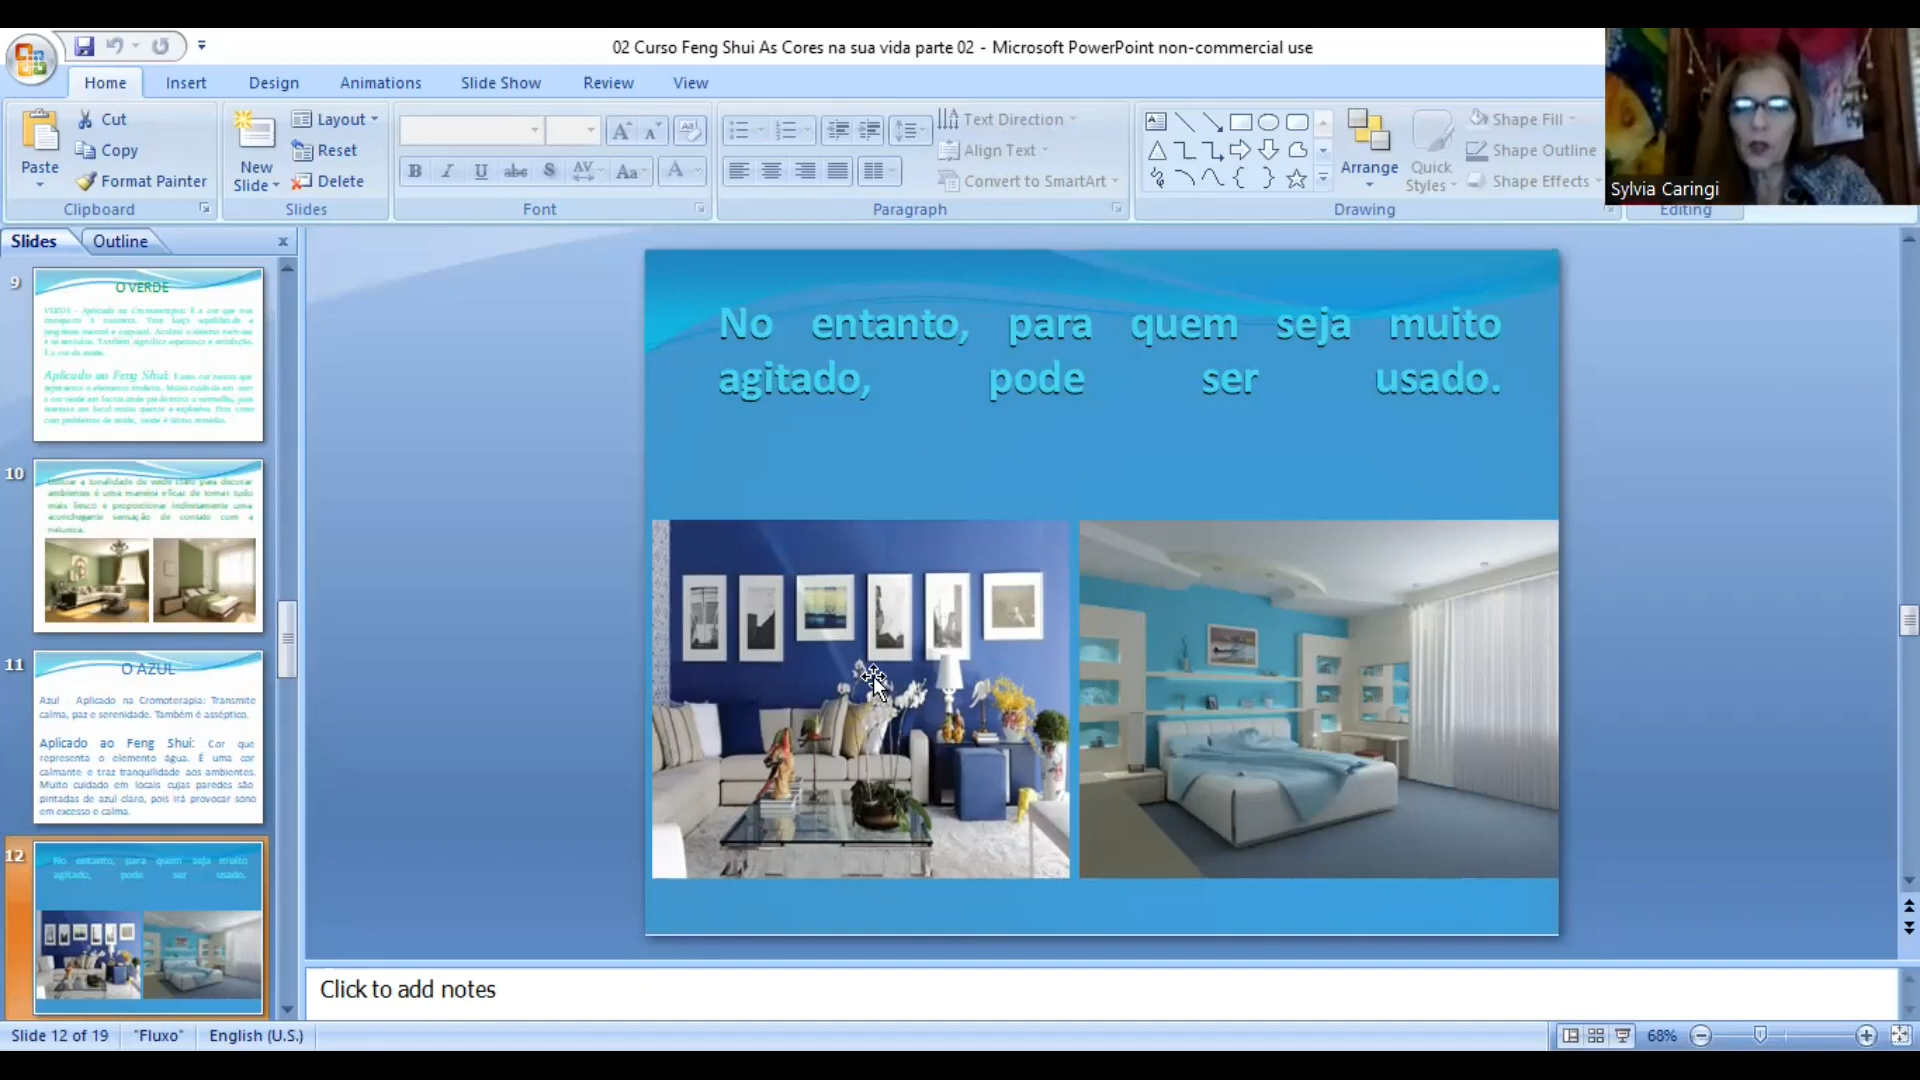 02 Curso Feng Shui As Cores na sua vida parte 02 - Microsoft PowerPoint non-commercial use
Home Insert Design Animations Slide Show Review View
Paste
Cut
Copy
Format Painter
Clipboard
New
Slide
Layout
Reset
Delete
Slides
B I U abc S AV Aa A
Font
Text Direction
Align Text
Convert to SmartArt
Paragraph
Arrange
Quick
Styles
Shape Fill
Shape Outline
Shape Effects
Drawing
Editing
Sylvia Caringi
Slides Outline
9
O VERDE
Aplicado ao Feng Shui:
10
11
O AZUL
Azul - Aplicado na Cromoterapia: Transmite
calma, paz e serenidade. Também é asséptico.
Aplicado ao Feng Shui: Cor que
representa o elemento água. É uma cor
calmante e traz tranquilidade aos ambientes.
Muito cuidado em locais cujas paredes são
pintadas de azul claro, pois irá provocar sono
em excesso e calma.
12
No entanto, para quem seja muito
agitado, pode ser usado.
No entanto, para quem seja muito
agitado, pode ser usado.
Click to add notes
Slide 12 of 19 "Fluxo" English (U.S.) 68%